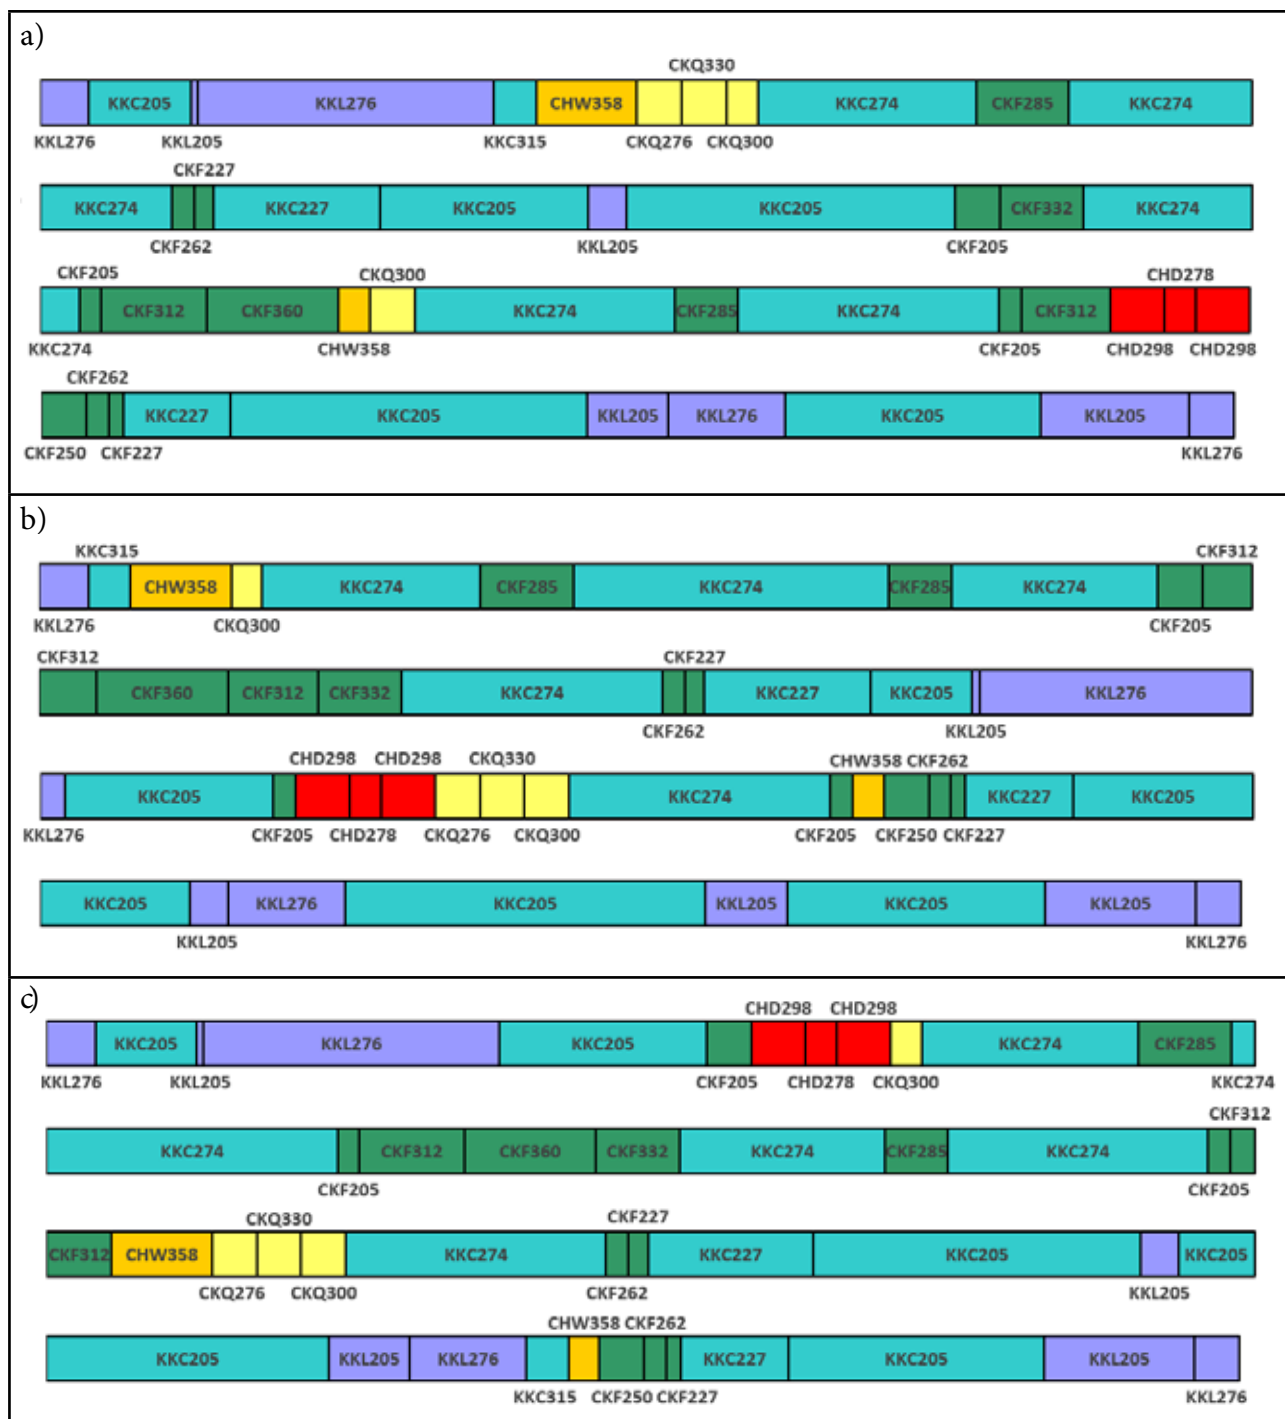 a)
CKQ330
KKC205 KKL276 CHW358 KKC274 CKF285 KKC274
KKL276 KKL205 KKC315 CKQ276 CKQ300
CKF227
KKC274 KKC227 KKC205 KKC205 CKF332 KKC274
CKF262 KKL205 CKF205
CKF205 CKQ300 CHD278
CKF312 CKF360 KKC274 CKF285 KKC274 CKF312
KKC274 CHW358 CKF205 CHD298 CHD298
CKF262
KKC227 KKC205 KKL205 KKL276 KKC205 KKL205
CKF250 CKF227 KKL276
b)
KKC315 CKF312
CHW358 KKC274 CKF285 KKC274 CKF285 KKC274
KKL276 CKQ300 CKF205
CKF312 CKF227
CKF360 CKF312 CKF332 KKC274 KKC227 KKC205 KKL276
CKF262 KKL205
CHD298 CHD298 CKQ330 CHW358 CKF262
KKC205 KKC274 KKC227 KKC205
KKL276 CKF205 CHD278 CKQ276 CKQ300 CKF205 CKF250 CKF227
KKC205 KKL276 KKC205 KKL205 KKC205 KKL205
KKL205 KKL276
c)
CHD298 CHD298
KKC205 KKL276 KKC205 KKC274 CKF285
KKL276 KKL205 CKF205 CHD278 CKQ300 KKC274
CKF312
KKC274 CKF312 CKF360 CKF332 KKC274 CKF285 KKC274
CKF205 CKF205
CKQ330 CKF227
CKF312 CHW358 KKC274 KKC227 KKC205 KKC205
CKQ276 CKQ300 CKF262 KKL205
CHW358 CKF262
KKC205 KKL205 KKL276 KKC227 KKC205 KKL205
KKC315 CKF250 CKF227 KKL276